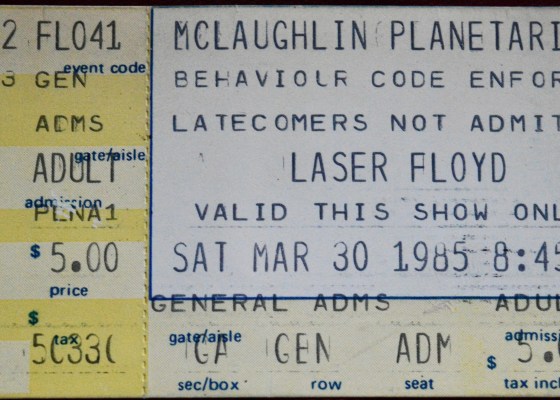 2 FL041
event code
3 GEN
ADMS
ADULT
gate/aisle
admission
PLNA1
$ 5.00
price
$
tax
MCLAUGHLIN PLANETARI
BEHAVIOUR CODE ENFOR
LATECOMERS NOT ADMIT
LASER FLOYD
VALID THIS SHOW ONL
SAT MAR 30 1985 8:45
GENERAL ADMS ADUL
gate/aisle admiss
GA GEN ADM $ 5.
sec/box row seat tax incl